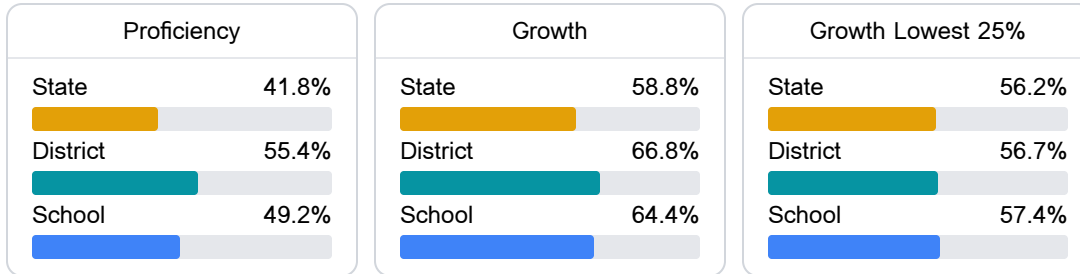 Proficiency
State 41.8%
District 55.4%
School 49.2%
Growth
State 58.8%
District 66.8%
School 64.4%
Growth Lowest 25%
State 56.2%
District 56.7%
School 57.4%